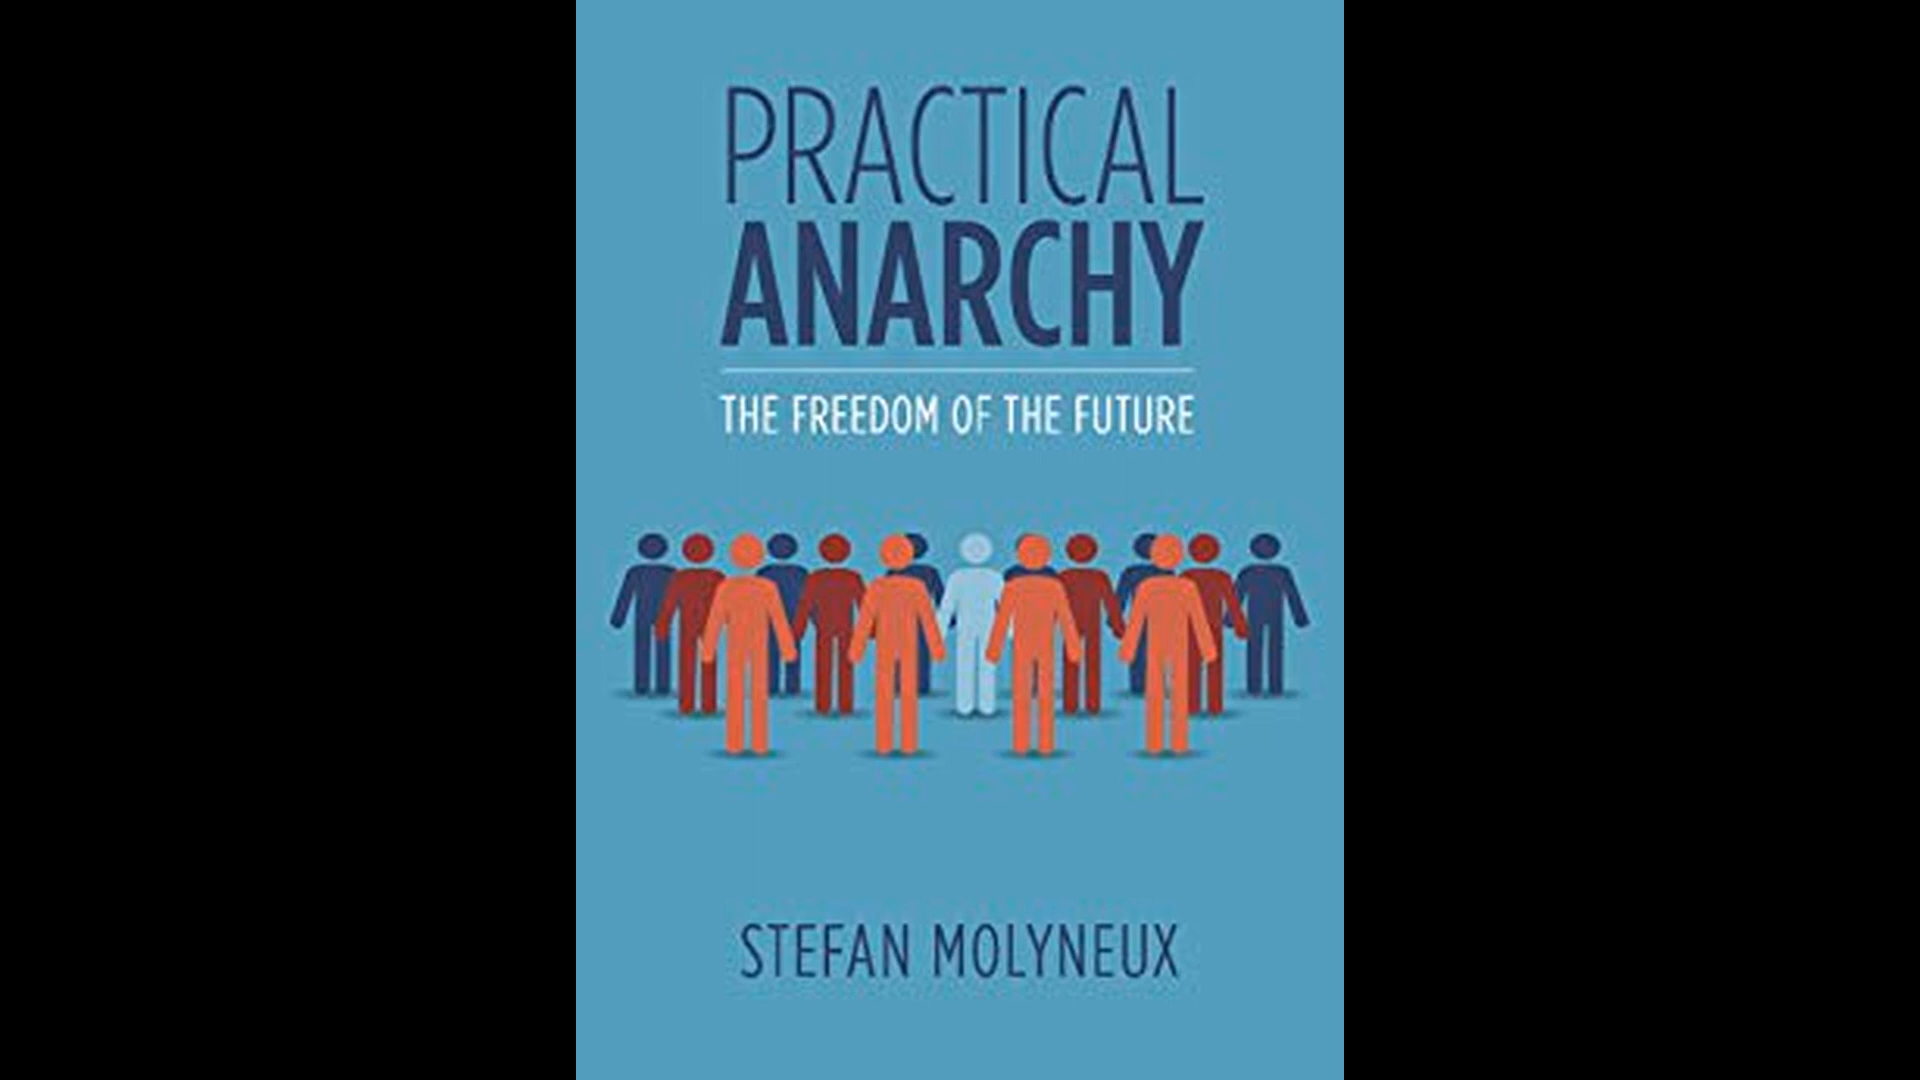 PRACTICAL
ANARCHY
THE FREEDOM OF THE FUTURE
STEFAN MOLYNEUX